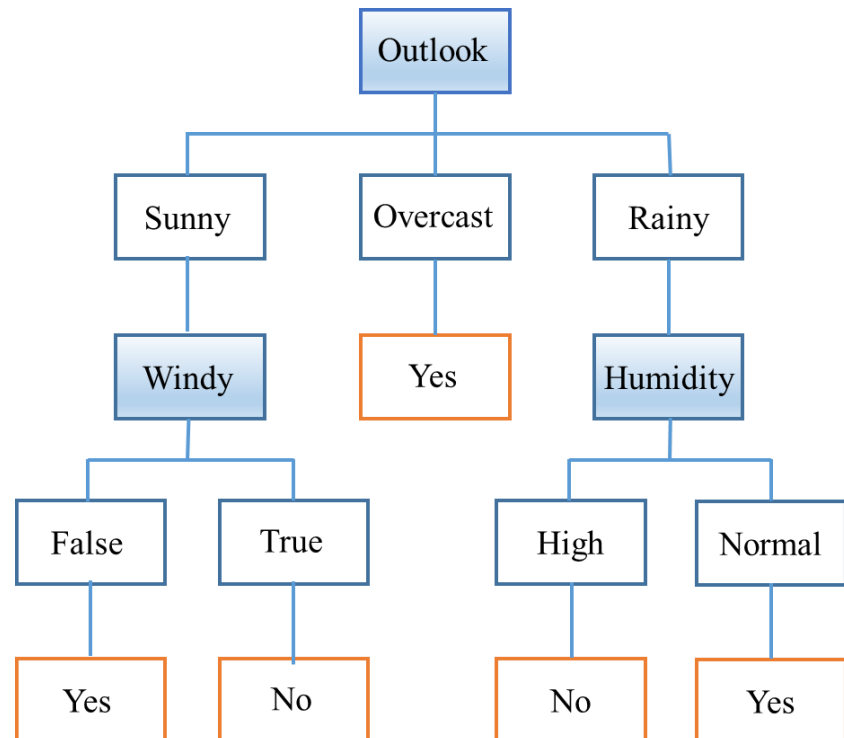 Outlook
Sunny
Overcast
Rainy
Windy
Yes
Humidity
False
True
High
Normal
Yes
No
No
Yes